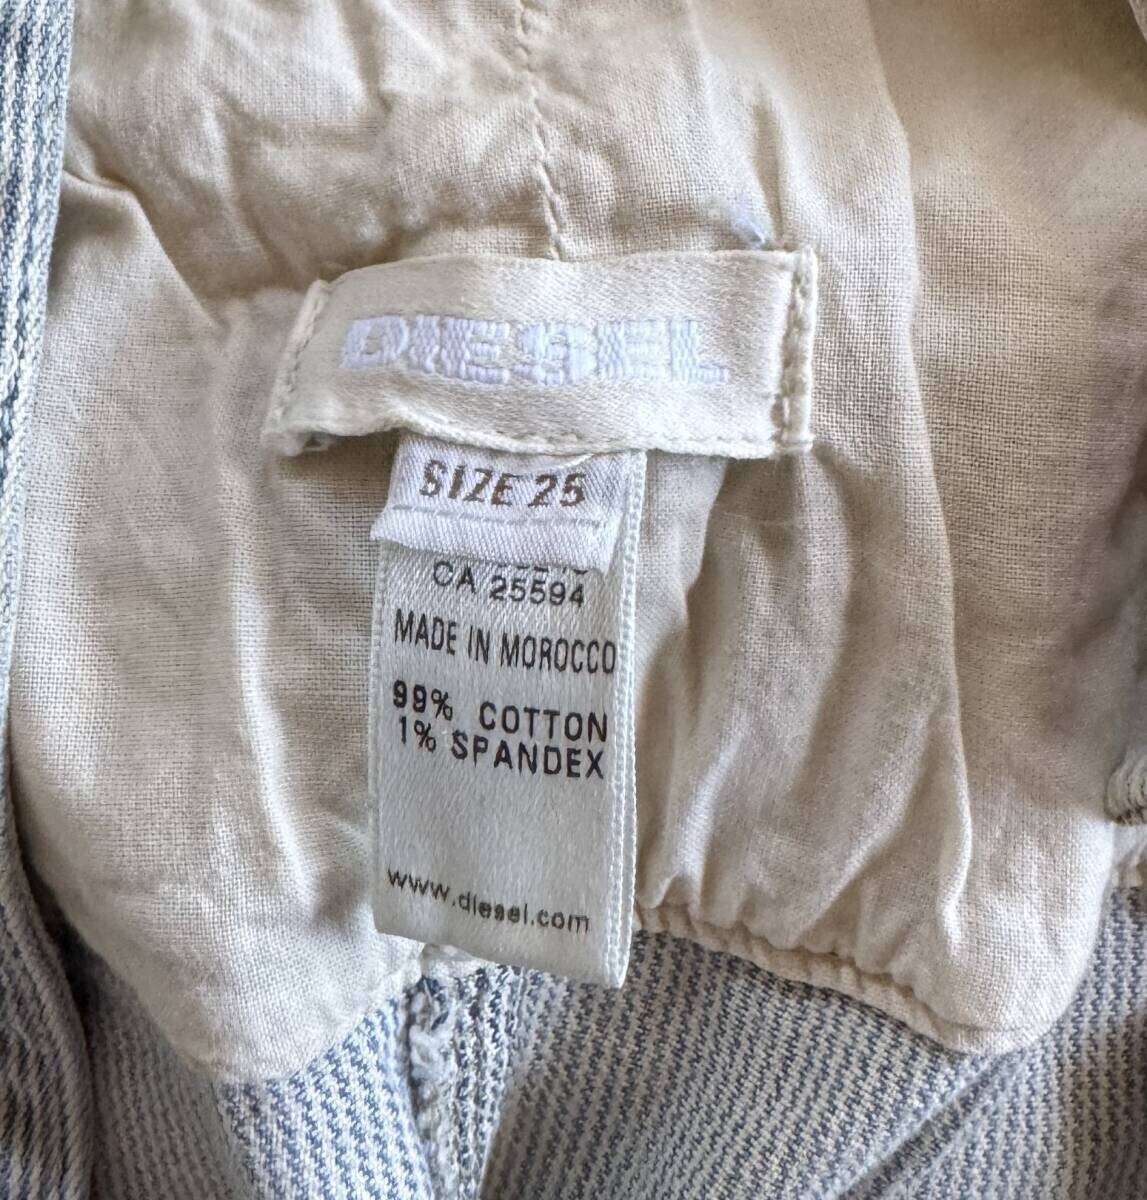 DIESEL
SIZE 25
CA 25594
MADE IN MOROCCO
99% COTTON
1% SPANDEX
www.diesel.com